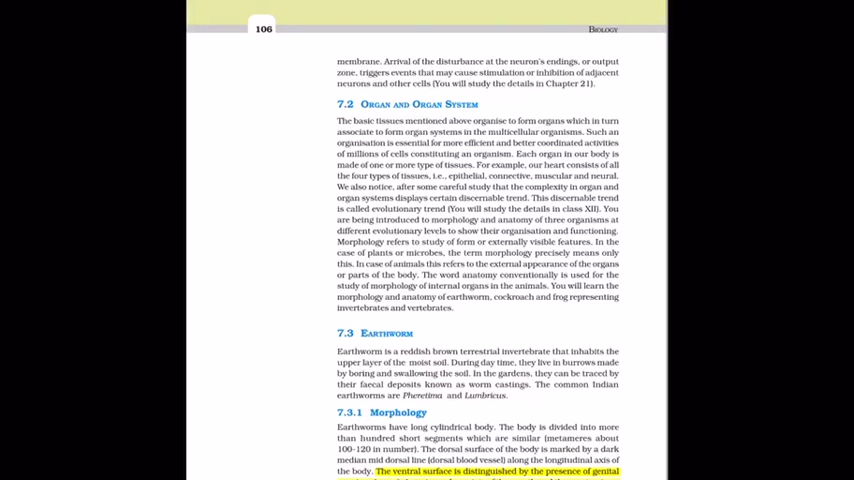 106
BIOLOGY
membrane. Arrival of the disturbance at the neuron's endings, or output
zone, triggers events that may cause stimulation or inhibition of adjacent
neurons and other cells (You will study the details in Chapter 21).
7.2 ORGAN AND ORGAN SYSTEM
The basic tissues mentioned above organise to form organs which in turn
associate to form organ systems in the multicellular organisms. Such an
organisation is essential for more efficient and better coordinated activities
of millions of cells constituting an organism. Each organ in our body is
made of one or more type of tissues. For example, our heart consists of all
the four types of tissues, i.e., epithelial, connective, muscular and neural.
We also notice, after some careful study that the complexity in organ and
organ systems displays certain discernable trend. This discernable trend
is called evolutionary trend (You will study the details in class XII). You
are being introduced to morphology and anatomy of three organisms at
different evolutionary levels to show their organisation and functioning.
Morphology refers to study of form or externally visible features. In the
case of plants or microbes, the term morphology precisely means only
this. In case of animals this refers to the external appearance of the organs
or parts of the body. The word anatomy conventionally is used for the
study of morphology of internal organs in the animals. You will learn the
morphology and anatomy of earthworm, cockroach and frog representing
invertebrates and vertebrates.
7.3 EARTHWORM
Earthworm is a reddish brown terrestrial invertebrate that inhabits the
upper layer of the moist soil. During day time, they live in burrows made
by boring and swallowing the soil. In the gardens, they can be traced by
their faecal deposits known as worm castings. The common Indian
earthworms are Pheretima and Lumbricus.
7.3.1 Morphology
Earthworms have long cylindrical body. The body is divided into more
than hundred short segments which are similar (metameres about
100-120 in number). The dorsal surface of the body is marked by a dark
median mid dorsal line (dorsal blood vessel) along the longitudinal axis of
the body. The ventral surface is distinguished by the presence of genital